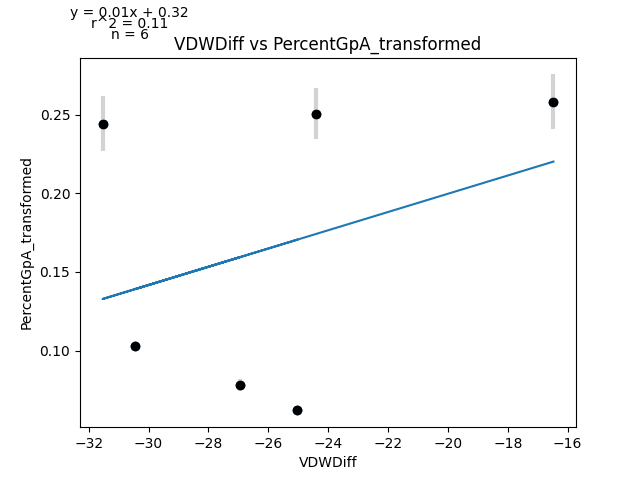 y = 0.01x + 0.32
r^2 = 0.11
n = 6
VDWDiff vs PercentGpA_transformed
PercentGpA_transformed
0.25
0.20
0.15
0.10
−32
−30
−28
−26
−24
−22
−20
−18
−16
VDWDiff